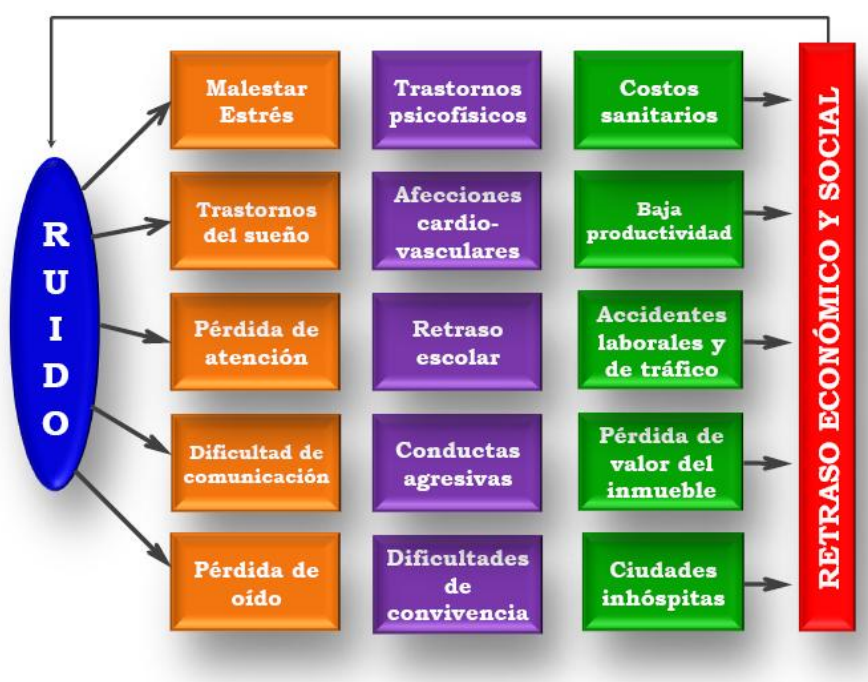 RUIDO
Malestar
Estrés
Trastornos
del sueño
Pérdida de
atención
Dificultad de
comunicación
Pérdida de
oído
Trastornos
psicofísicos
Afecciones
cardio-
vasculares
Retraso
escolar
Conductas
agresivas
Dificultades
de
convivencia
Costos
sanitarios
Baja
productividad
Accidentes
laborales y
de tráfico
Pérdida de
valor del
inmueble
Ciudades
inhóspitas
RETRASO ECONÓMICO Y SOCIAL